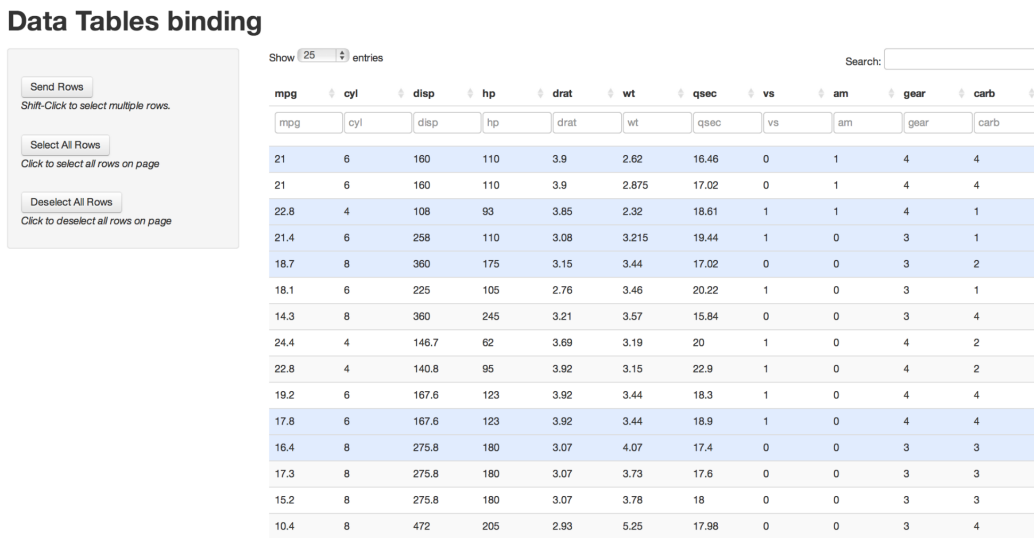 Data Tables binding
Send Rows
Shift-Click to select multiple rows.
Select All Rows
Click to select all rows on page
Deselect All Rows
Click to deselect all rows on page
Show 25 entries
Search:
mpg cyl disp hp drat wt qsec vs am gear carb
mpg cyl disp hp drat wt qsec vs am gear carb
21 6 160 110 3.9 2.62 16.46 0 1 4 4
21 6 160 110 3.9 2.875 17.02 0 1 4 4
22.8 4 108 93 3.85 2.32 18.61 1 1 4 1
21.4 6 258 110 3.08 3.215 19.44 1 0 3 1
18.7 8 360 175 3.15 3.44 17.02 0 0 3 2
18.1 6 225 105 2.76 3.46 20.22 1 0 3 1
14.3 8 360 245 3.21 3.57 15.84 0 0 3 4
24.4 4 146.7 62 3.69 3.19 20 1 0 4 2
22.8 4 140.8 95 3.92 3.15 22.9 1 0 4 2
19.2 6 167.6 123 3.92 3.44 18.3 1 0 4 4
17.8 6 167.6 123 3.92 3.44 18.9 1 0 4 4
16.4 8 275.8 180 3.07 4.07 17.4 0 0 3 3
17.3 8 275.8 180 3.07 3.73 17.6 0 0 3 3
15.2 8 275.8 180 3.07 3.78 18 0 0 3 3
10.4 8 472 205 2.93 5.25 17.98 0 0 3 4